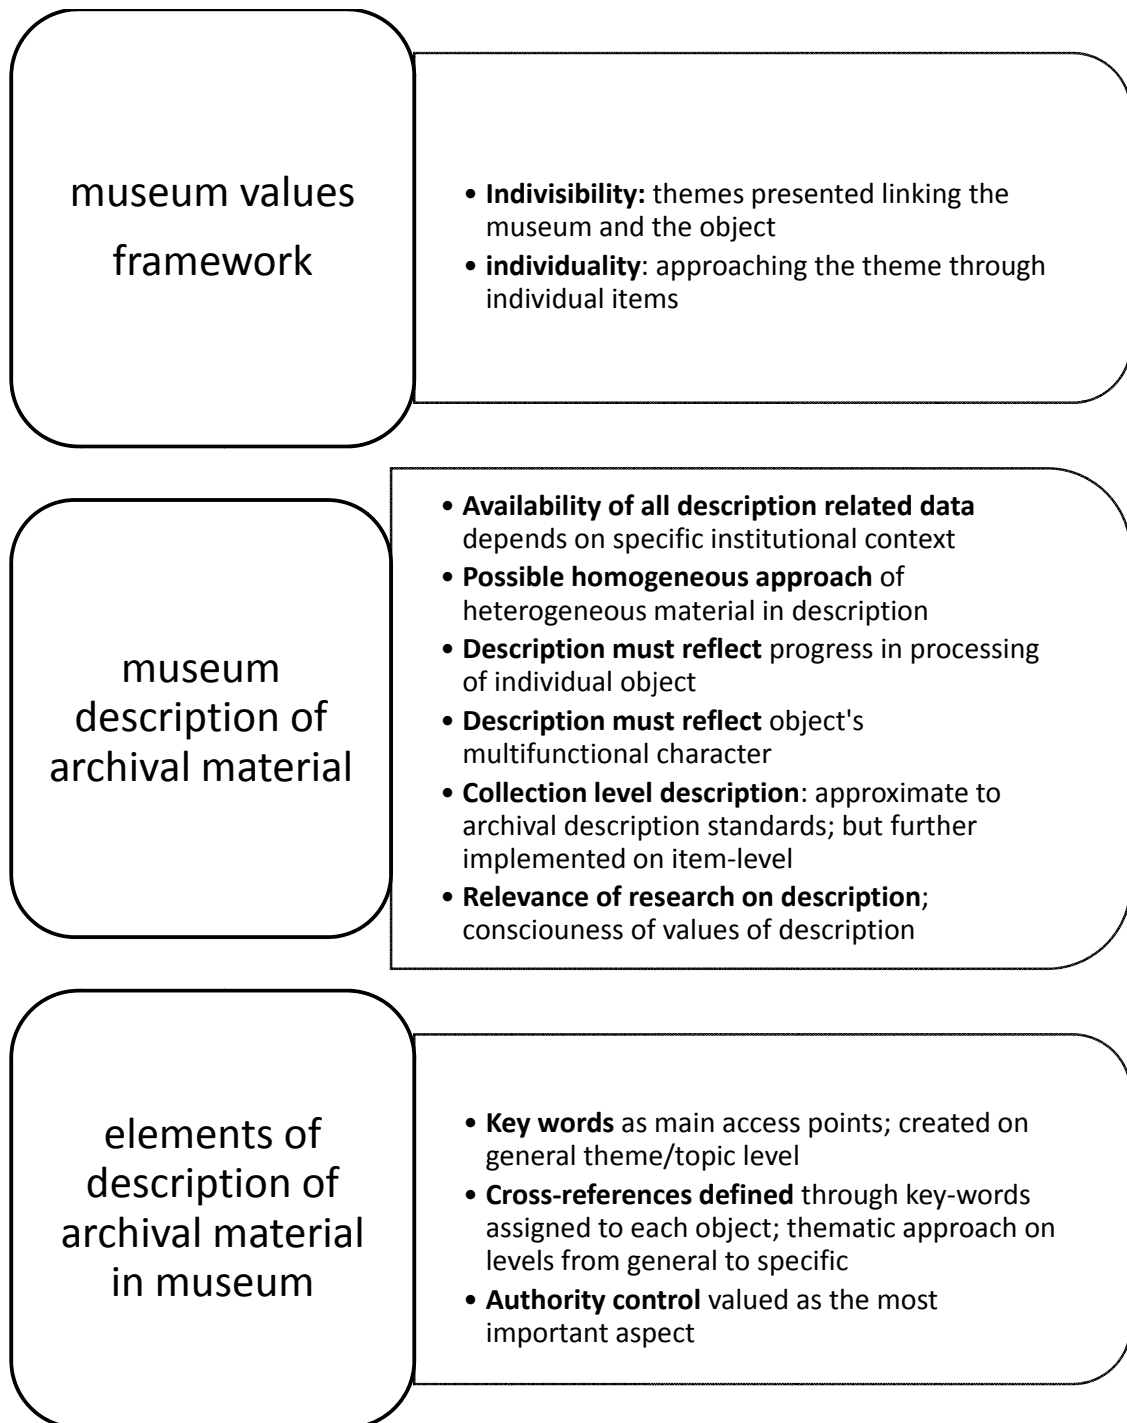 museum values
framework
• Indivisibility: themes presented linking the
museum and the object
• individuality: approaching the theme through
individual items
museum
description of
archival material
• Availability of all description related data
depends on specific institutional context
• Possible homogeneous approach of
heterogeneous material in description
• Description must reflect progress in processing
of individual object
• Description must reflect object's
multifunctional character
• Collection level description: approximate to
archival description standards; but further
implemented on item-level
• Relevance of research on description;
consciouness of values of description
elements of
description of
archival material
in museum
• Key words as main access points; created on
general theme/topic level
• Cross-references defined through key-words
assigned to each object; thematic approach on
levels from general to specific
• Authority control valued as the most
important aspect